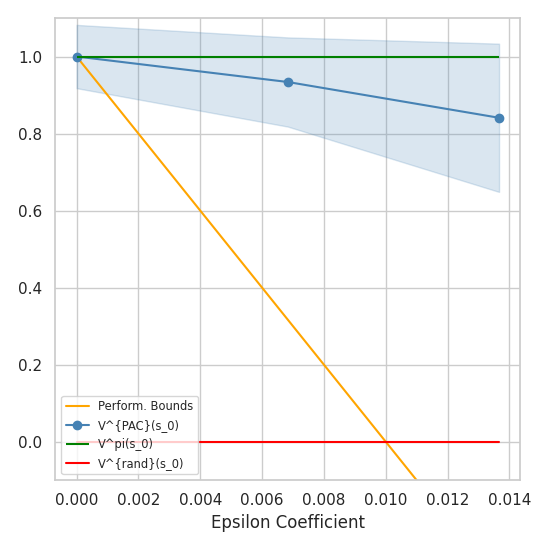 1.0
0.8
0.6
0.4
0.2
0.0
Perform. Bounds
V^{PAC}(s_0)
V^pi(s_0)
V^{rand}(s_0)
0.000 0.002 0.004 0.006 0.008 0.010 0.012 0.014
Epsilon Coefficient